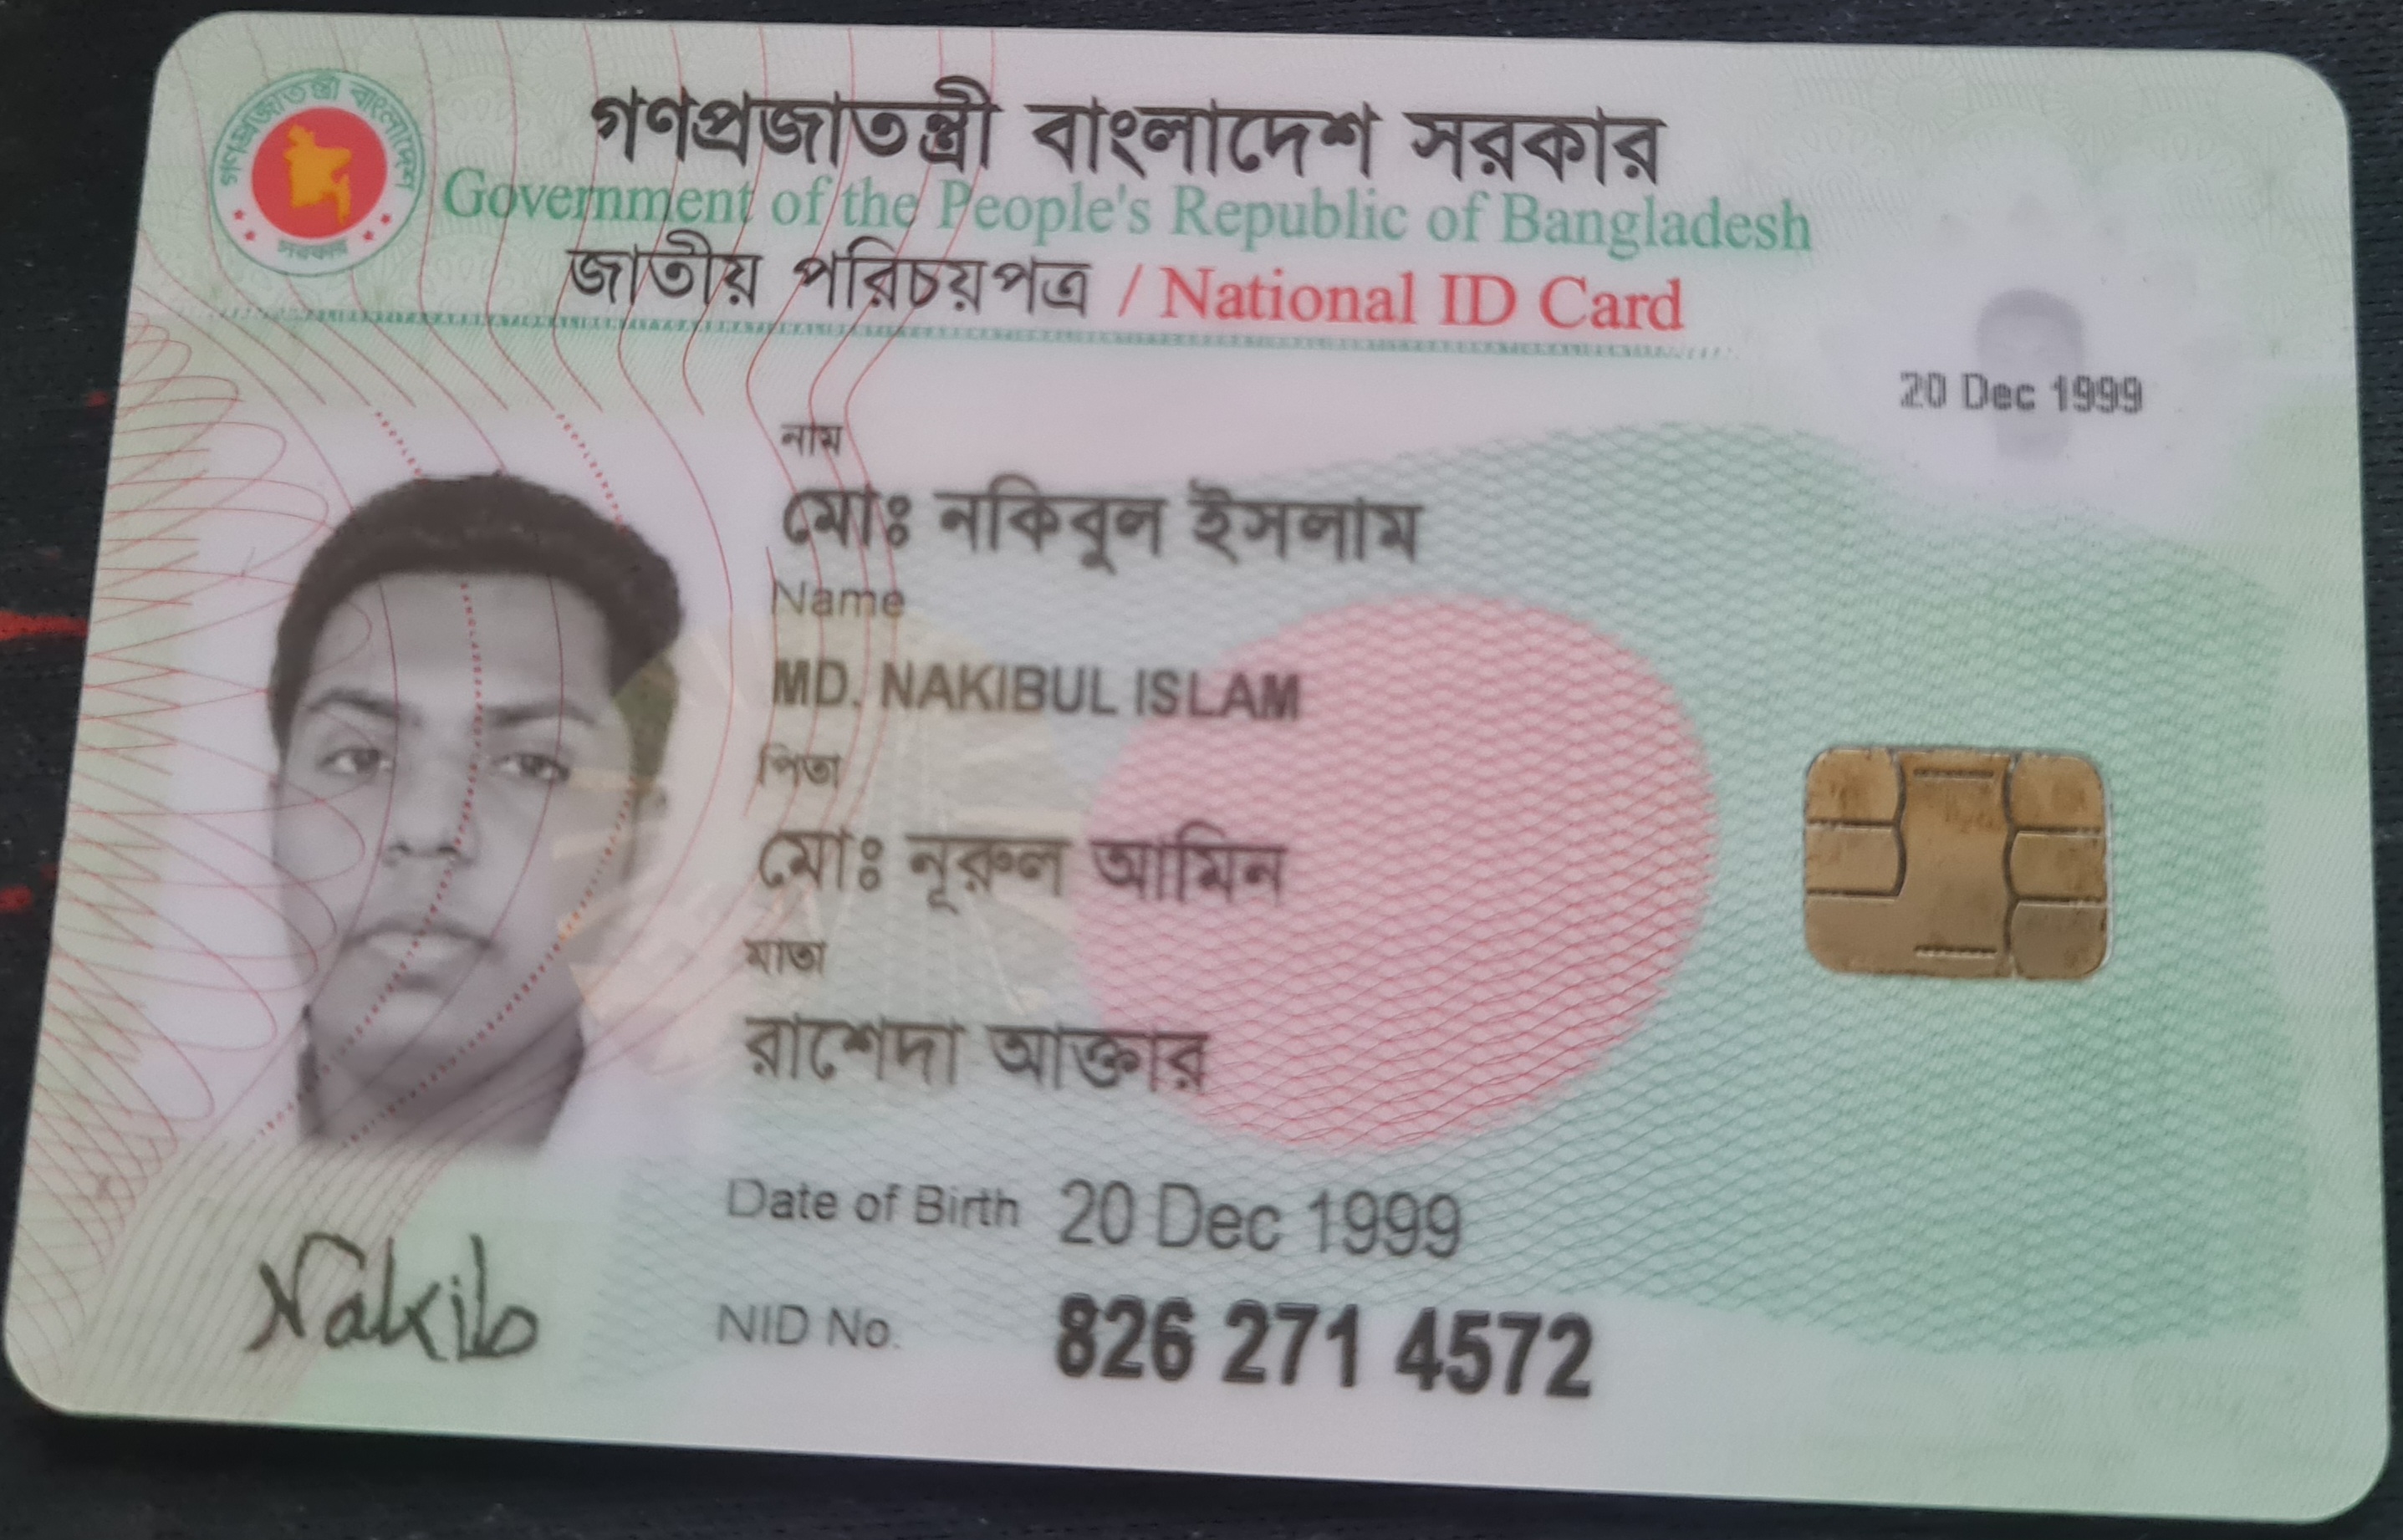 গণপ্রজাতন্ত্রী বাংলাদেশ সরকার
গণপ্রজাতন্ত্রী বাংলাদেশ সরকার
Government of the People's Republic of Bangladesh
জাতীয় পরিচয়পত্র / National ID Card
20 Dec 1999
নাম
মোঃ নকিবুল ইসলাম
Name
MD. NAKIBUL ISLAM
পিতা
মোঃ নূরুল আমিন
মাতা
রাশেদা আক্তার
Date of Birth 20 Dec 1999
Nakib
NID No. 826 271 4572